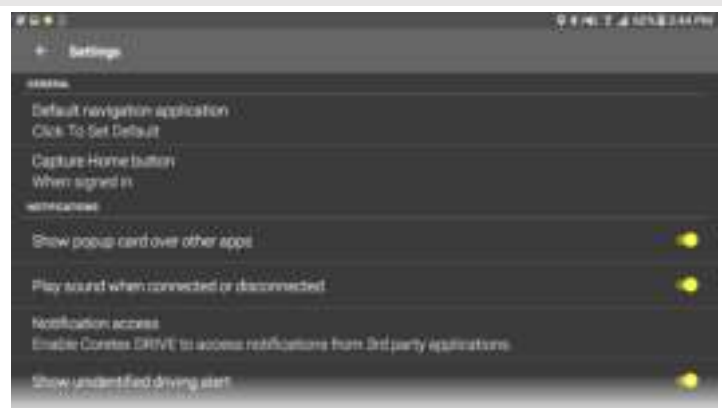 Settings
GENERAL
Default navigation application
Click To Set Default
Capture Home button
When signed in
NOTIFICATIONS
Show popup card over other apps
Play sound when connected or disconnected
Notification access
Enable Coretex DRIVE to access notifications from 3rd party applications
Show unidentified driving alert